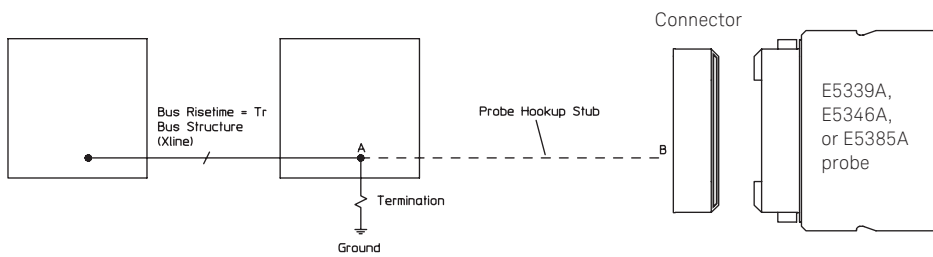 Connector
Bus Risetime = Tr
Bus Structure
(Xline)
A
Probe Hookup Stub
B
E5339A,
E5346A,
or E5385A
probe
Termination
Ground